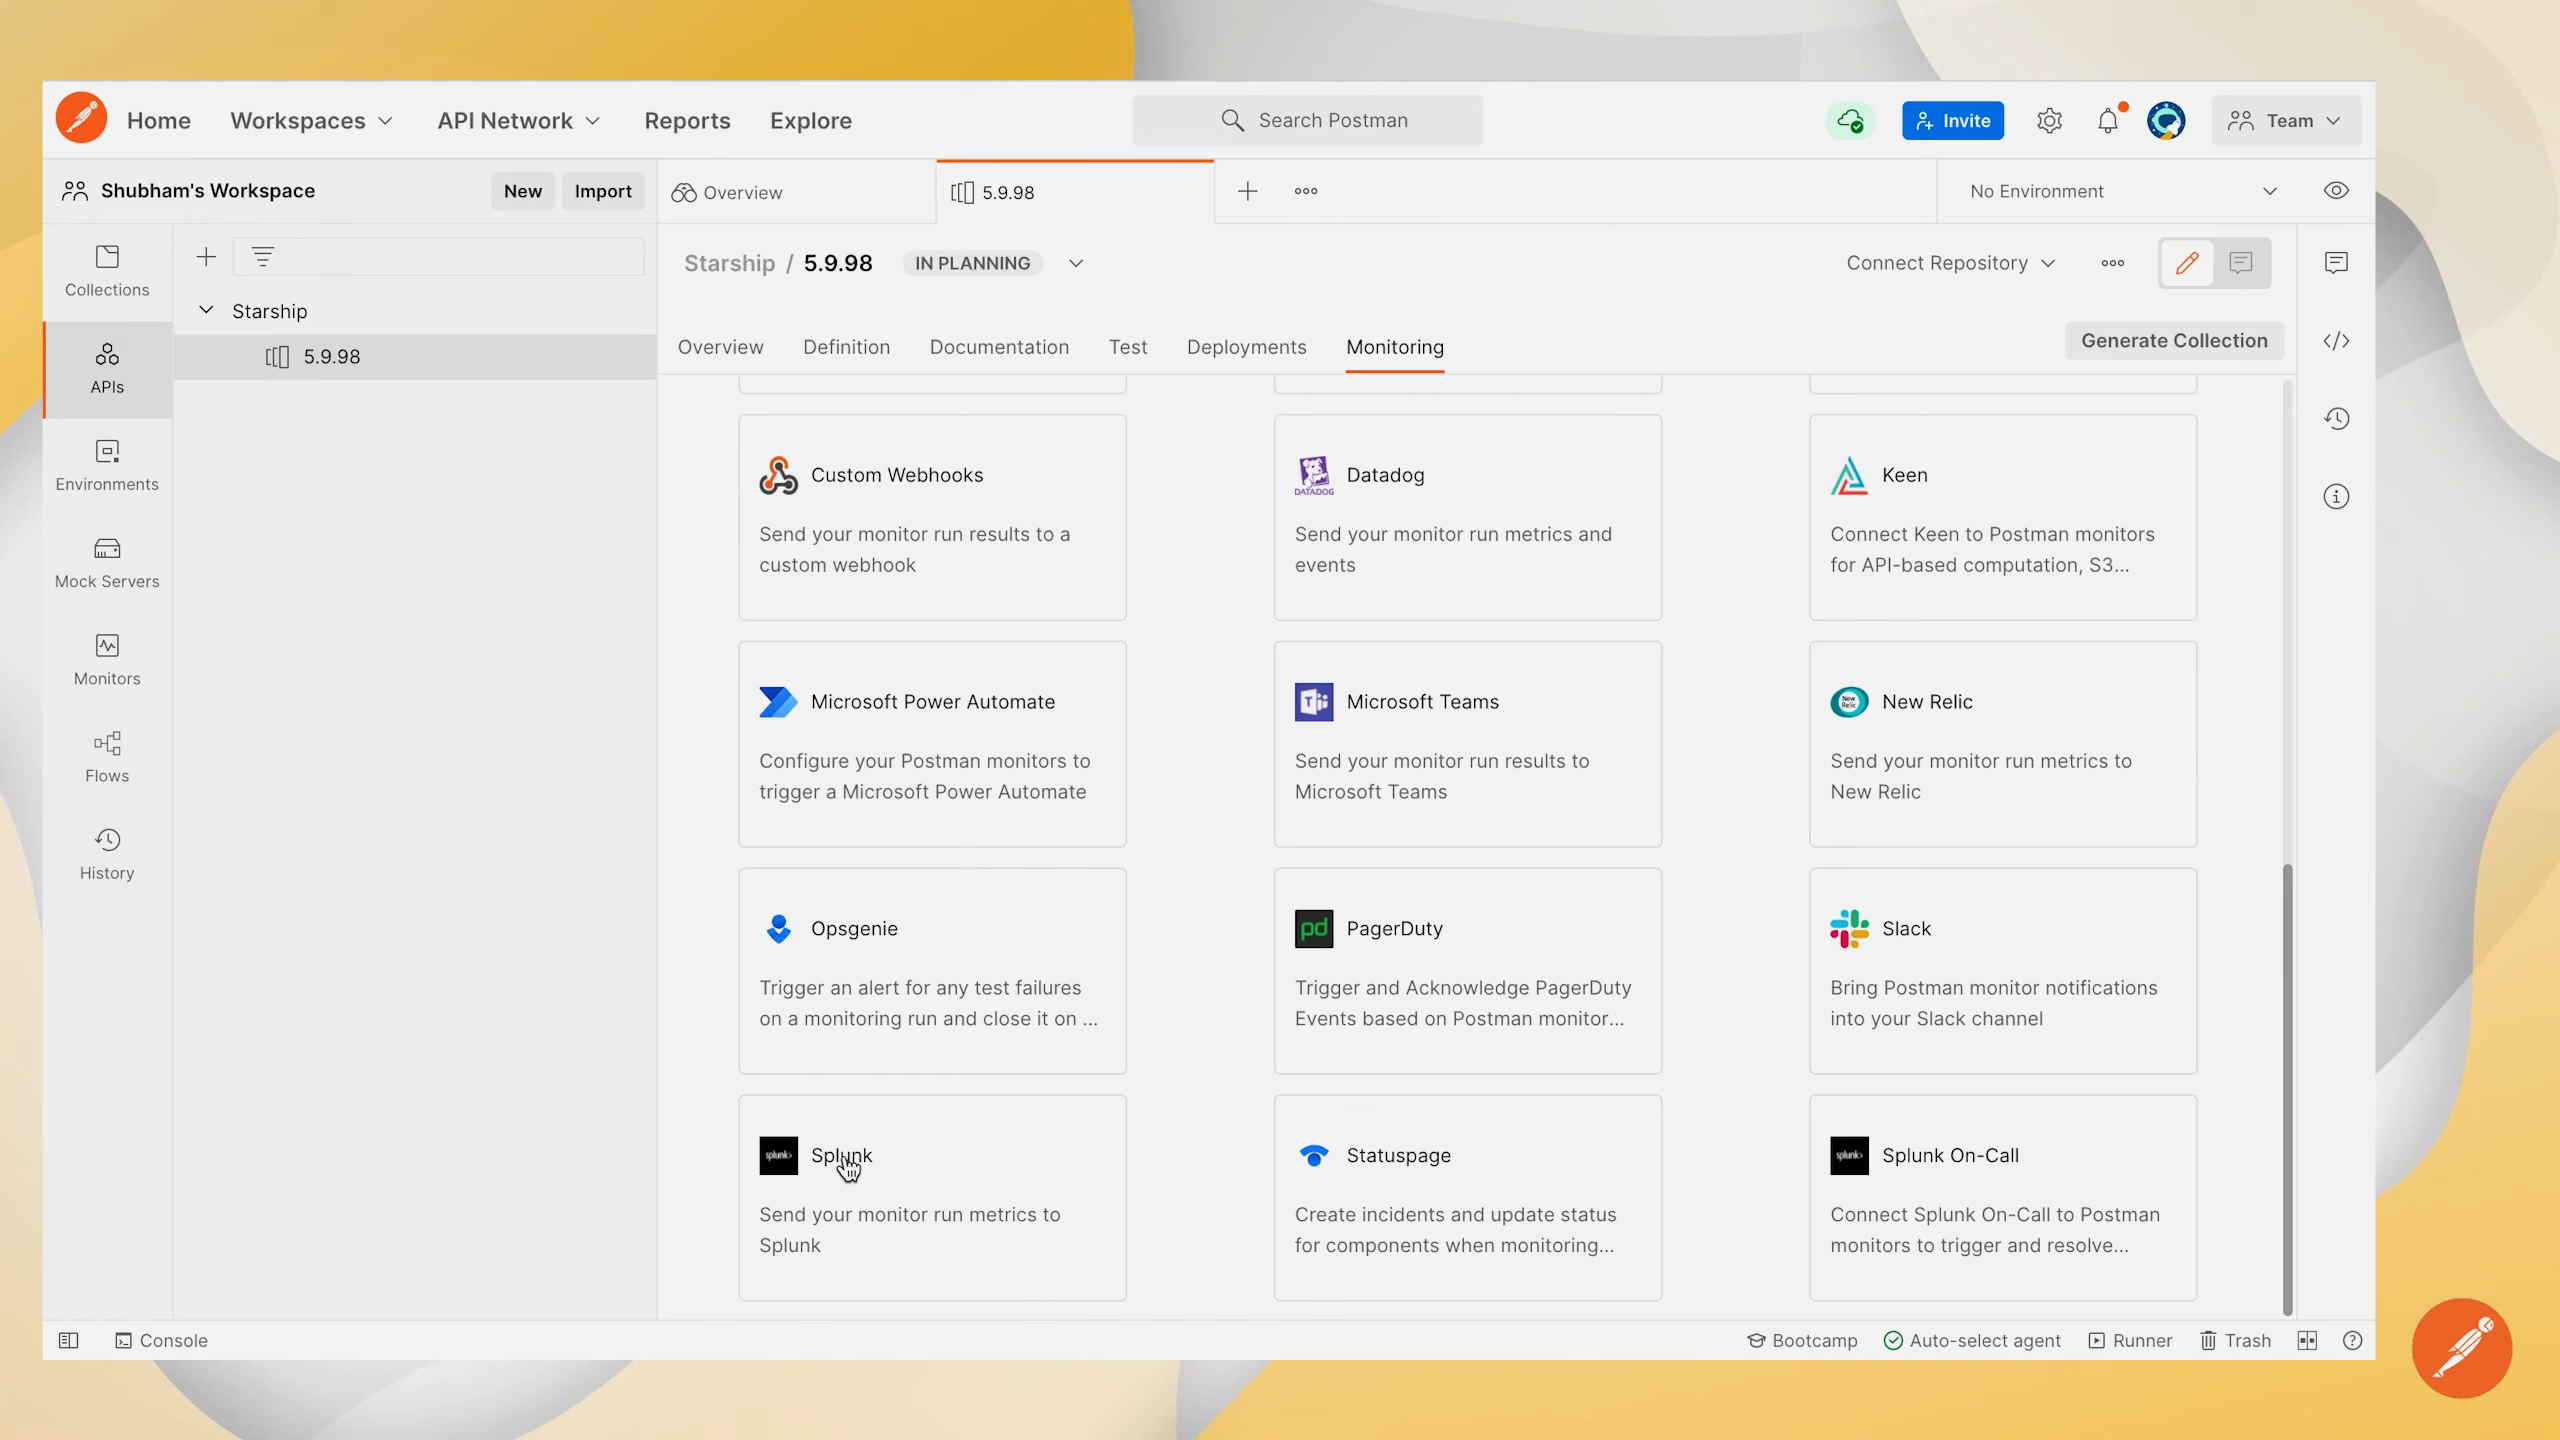 Home
Workspaces
API Network
Reports
Explore
Search Postman
Invite
Team
Shubham's Workspace
New
Import
Overview
5.9.98
No Environment
Collections
APIs
Environments
Mock Servers
Monitors
Flows
History
Starship
5.9.98
Starship / 5.9.98
IN PLANNING
Connect Repository
Overview
Definition
Documentation
Test
Deployments
Monitoring
Generate Collection
Custom Webhooks
Send your monitor run results to a
custom webhook
DATADOG
Datadog
Send your monitor run metrics and
events
Keen
Connect Keen to Postman monitors
for API-based computation, S3...
Microsoft Power Automate
Configure your Postman monitors to
trigger a Microsoft Power Automate
Microsoft Teams
Send your monitor run results to
Microsoft Teams
New
Relic
New Relic
Send your monitor run metrics to
New Relic
Opsgenie
Trigger an alert for any test failures
on a monitoring run and close it on ...
pd
PagerDuty
Trigger and Acknowledge PagerDuty
Events based on Postman monitor...
Slack
Bring Postman monitor notifications
into your Slack channel
splunk>
Splunk
Send your monitor run metrics to
Splunk
Statuspage
Create incidents and update status
for components when monitoring...
splunk>
Splunk On-Call
Connect Splunk On-Call to Postman
monitors to trigger and resolve...
Console
Bootcamp
Auto-select agent
Runner
Trash